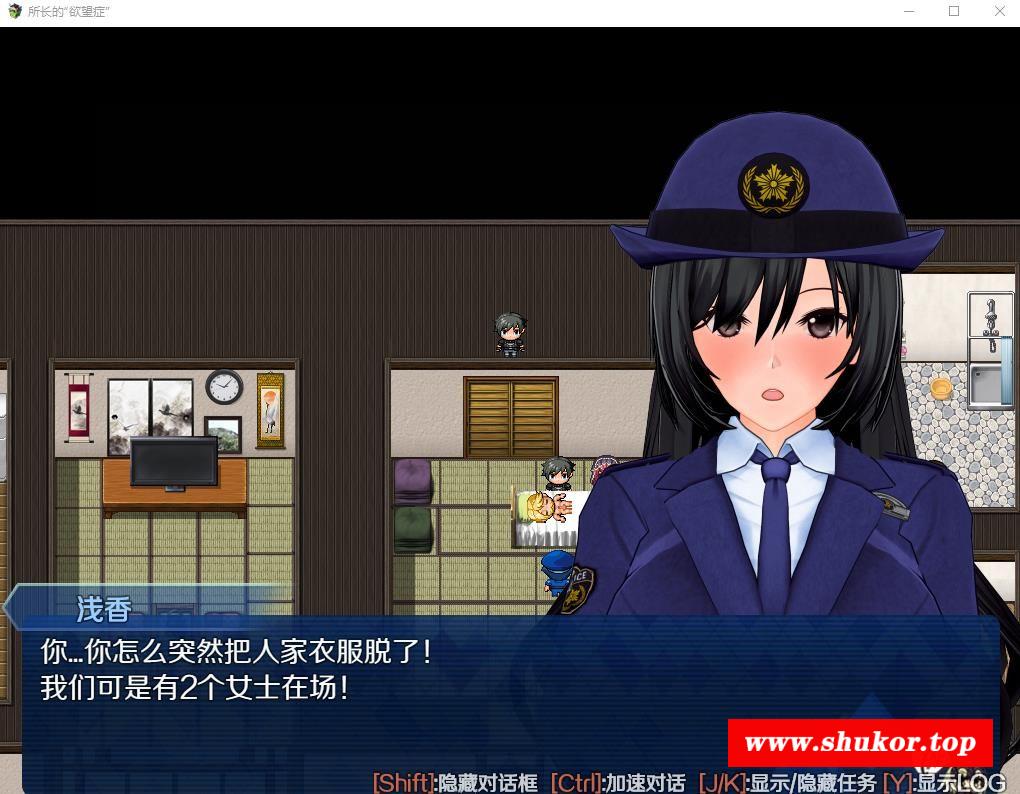 所长的“欲望症”
浅香
你...你怎么突然把人家衣服脱了！
我们可是有2个女士在场！
www.shukor.top
[Shift]:隐藏对话框 [Ctrl]:加速对话 [J/K]:显示/隐藏任务 [Y]:显示LOG